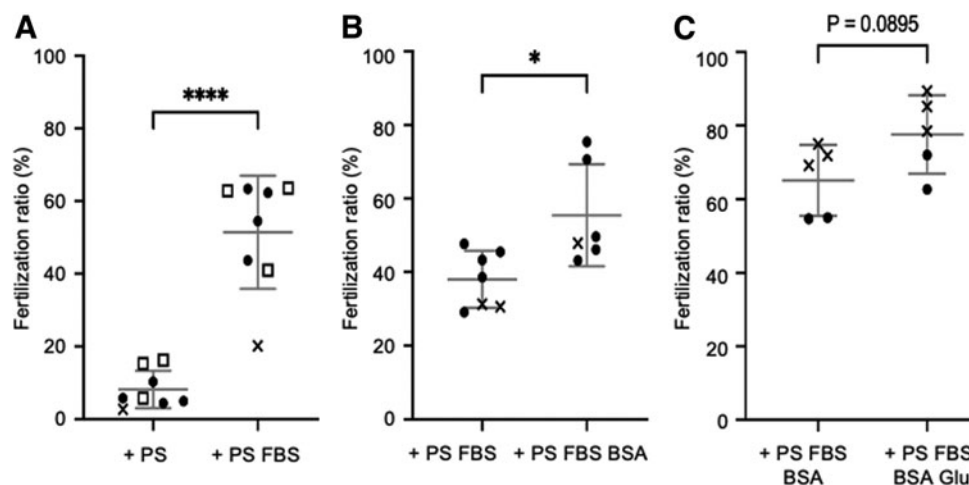 A
B
C
P = 0.0895
****
*
Fertilization ratio (%)
100
80
60
40
20
0
+ PS
+ PS FBS
Fertilization ratio (%)
100
80
60
40
20
0
+ PS FBS
+ PS FBS BSA
Fertilization ratio (%)
100
80
60
40
20
0
+ PS FBS
BSA
+ PS FBS
BSA Glu